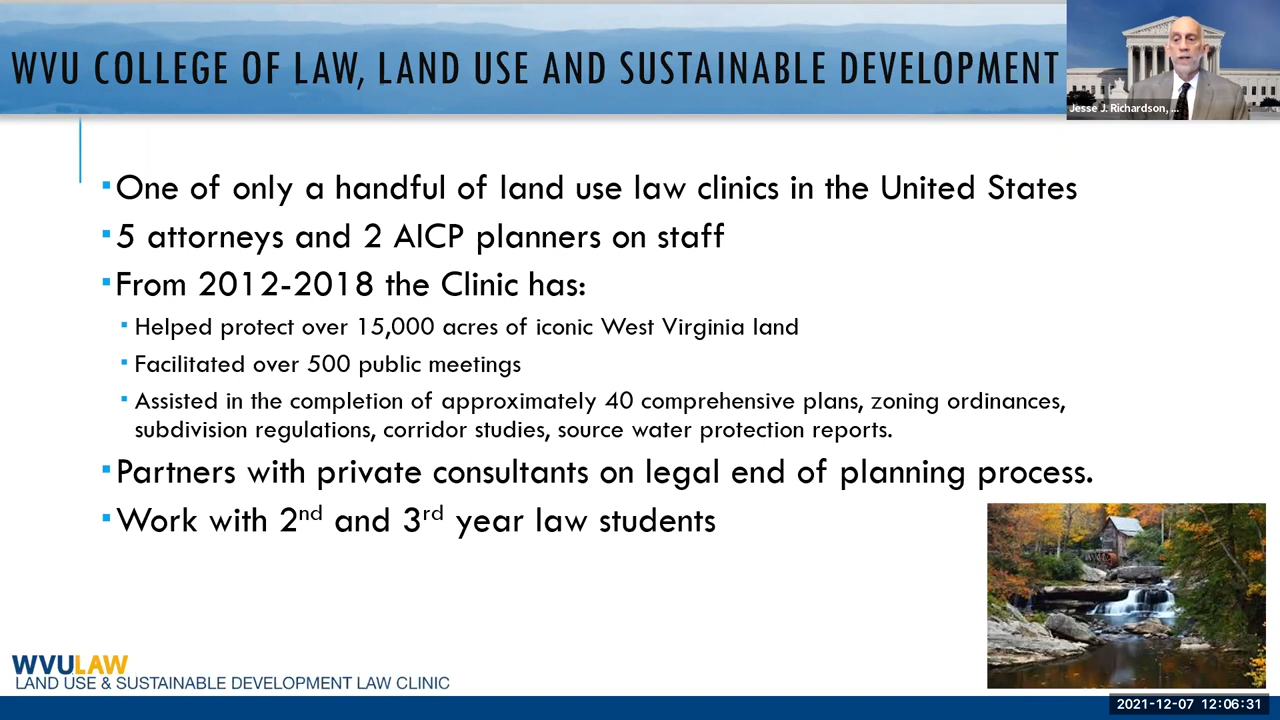 WVU COLLEGE OF LAW, LAND USE AND SUSTAINABLE DEVELOPMENT
Jesse J. Richardson, ...
▪One of only a handful of land use law clinics in the United States
▪5 attorneys and 2 AICP planners on staff
▪From 2012-2018 the Clinic has:
▪Helped protect over 15,000 acres of iconic West Virginia land
▪Facilitated over 500 public meetings
▪Assisted in the completion of approximately 40 comprehensive plans, zoning ordinances,
subdivision regulations, corridor studies, source water protection reports.
▪Partners with private consultants on legal end of planning process.
▪Work with 2nd and 3rd year law students
WVULAW
LAND USE & SUSTAINABLE DEVELOPMENT LAW CLINIC
2021-12-07 12:06:31